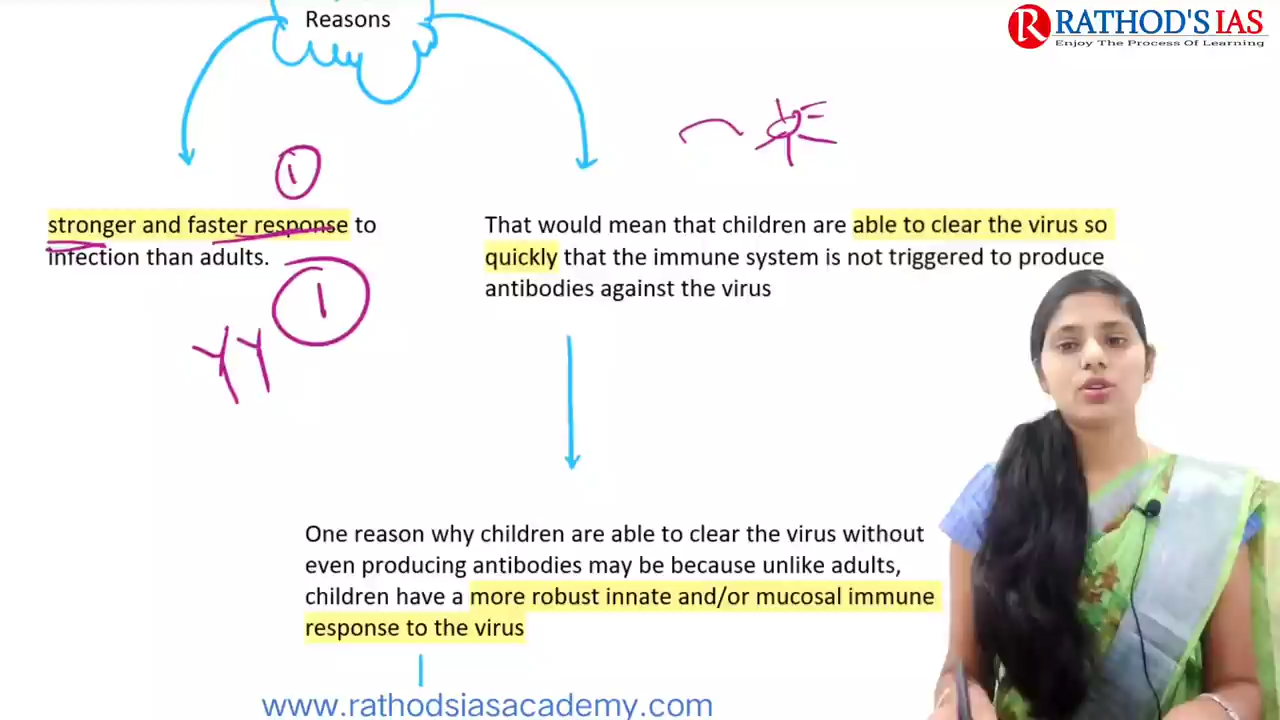 Reasons
RATHOD'S IAS
Enjoy The Process Of Learning
1
stronger and faster response to
infection than adults.
1
YY
That would mean that children are able to clear the virus so
quickly that the immune system is not triggered to produce
antibodies against the virus
One reason why children are able to clear the virus without
even producing antibodies may be because unlike adults,
children have a more robust innate and/or mucosal immune
response to the virus
www.rathodsiasacademy.com